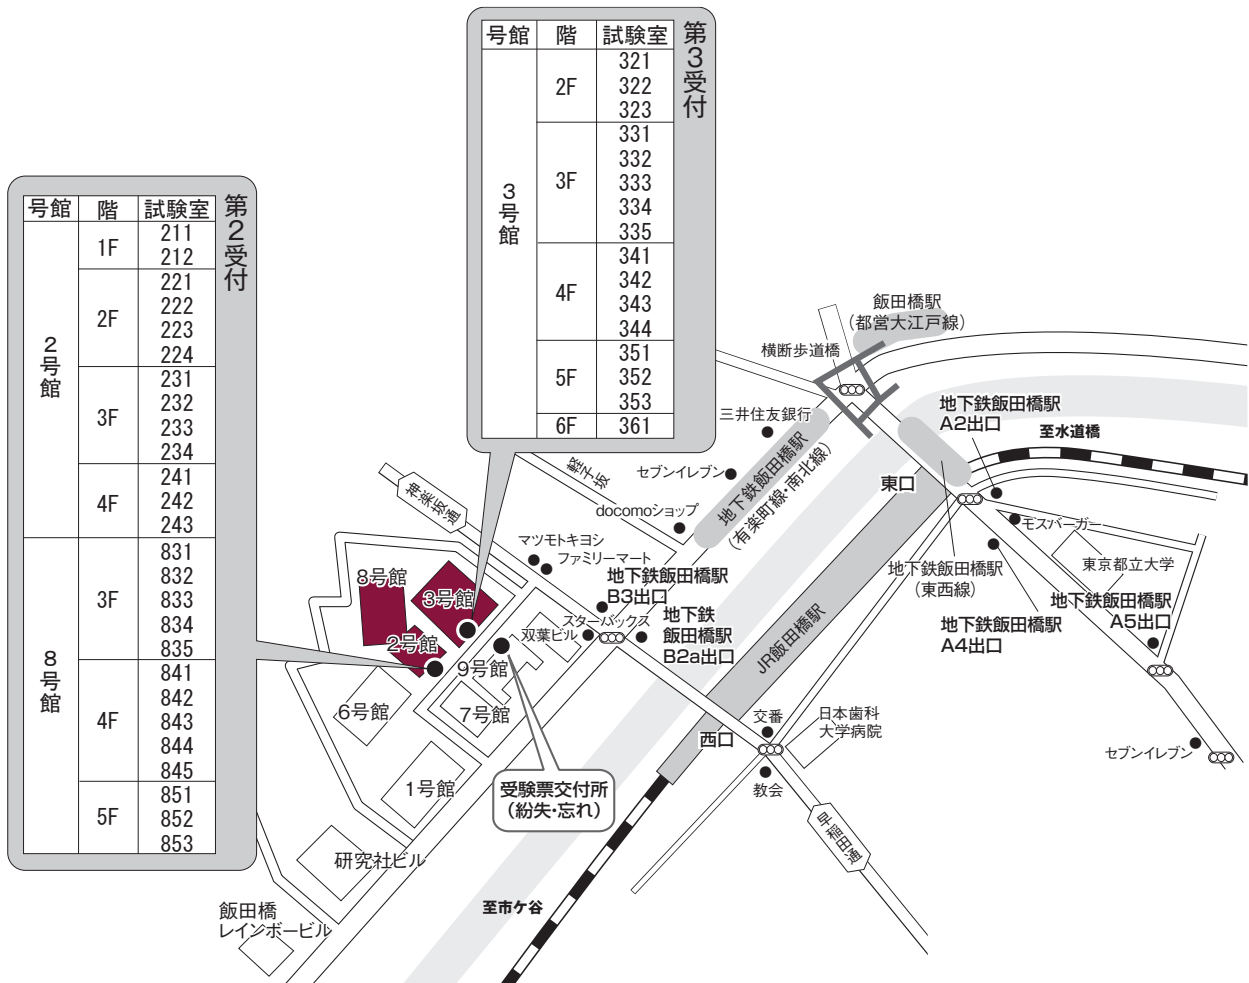 第3受付
号館 階 試験室
3号館
2F
321
322
323
3F
331
332
333
334
335
4F
341
342
343
344
5F
351
352
353
6F
361
第2受付
号館 階 試験室
2号館
1F
211
212
2F
221
222
223
224
3F
231
232
233
234
4F
241
242
243
8号館
3F
831
832
833
834
835
4F
841
842
843
844
845
5F
851
852
853
飯田橋駅
(都営大江戸線)
横断歩道橋
三井住友銀行
セブンイレブン
docomoショップ
軽子坂
神楽坂通
マツモトキヨシ
ファミリーマート
地下鉄飯田橋駅
(有楽町線・南北線)
地下鉄飯田橋駅
A2出口
至水道橋
東口
モスバーガー
東京都立大学
地下鉄飯田橋駅
(東西線)
地下鉄飯田橋駅
A5出口
地下鉄飯田橋駅
A4出口
地下鉄飯田橋駅
B3出口
スターバックス
地下鉄
飯田橋駅
B2a出口
JR飯田橋駅
8号館
3号館
2号館
双葉ビル
9号館
6号館
7号館
1号館
西口
交番
日本歯科
大学病院
教会
セブンイレブン
早稲田通
受験票交付所
(紛失・忘れ)
研究社ビル
飯田橋
レインボービル
至市ケ谷